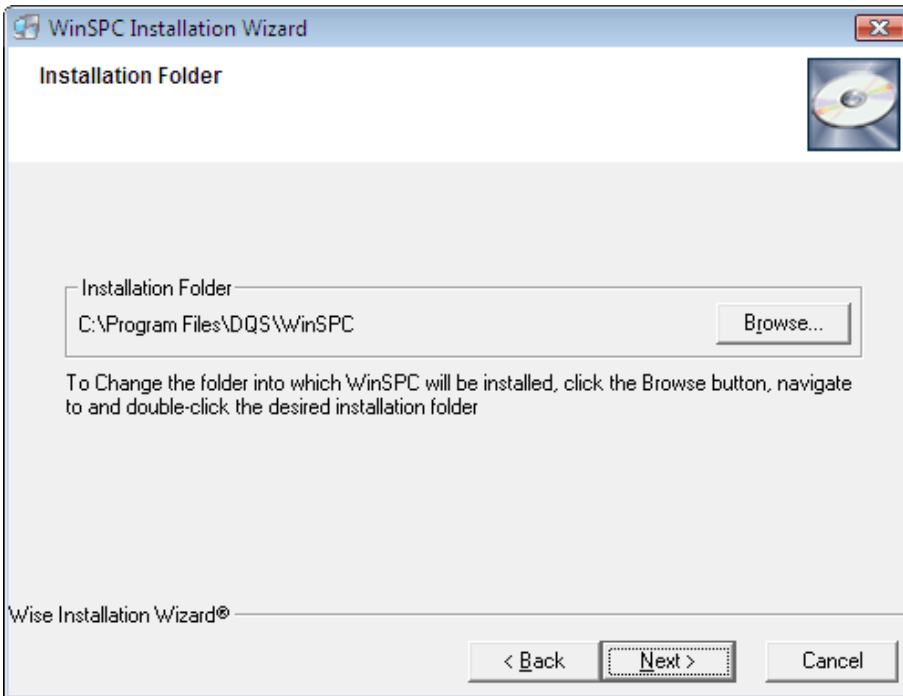 WinSPC Installation Wizard
Installation Folder
Installation Folder
C:\Program Files\DQS\WinSPC
Browse...
To Change the folder into which WinSPC will be installed, click the Browse button, navigate
to and double-click the desired installation folder
Wise Installation Wizard®
< Back
Next >
Cancel